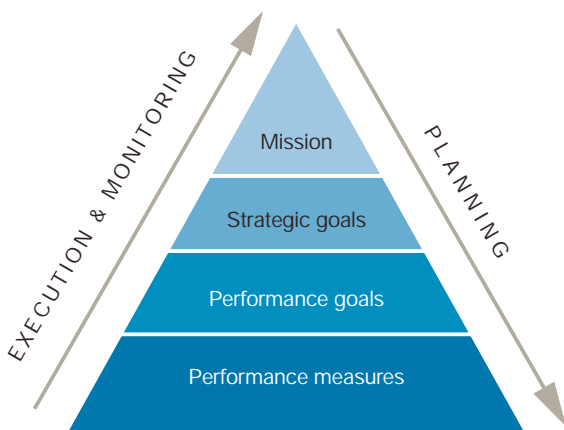 EXECUTION & MONITORING
PLANNING
Mission
Strategic goals
Performance goals
Performance measures